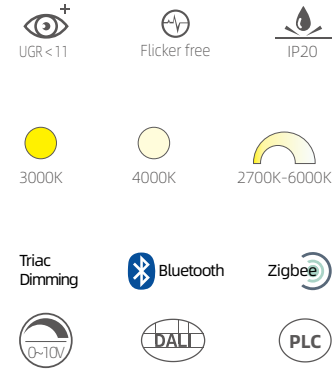 UGR < 11
Flicker free
IP20
3000K
4000K
2700K-6000K
Triac
Dimming
Bluetooth
Zigbee
0~10V
DALI
PLC